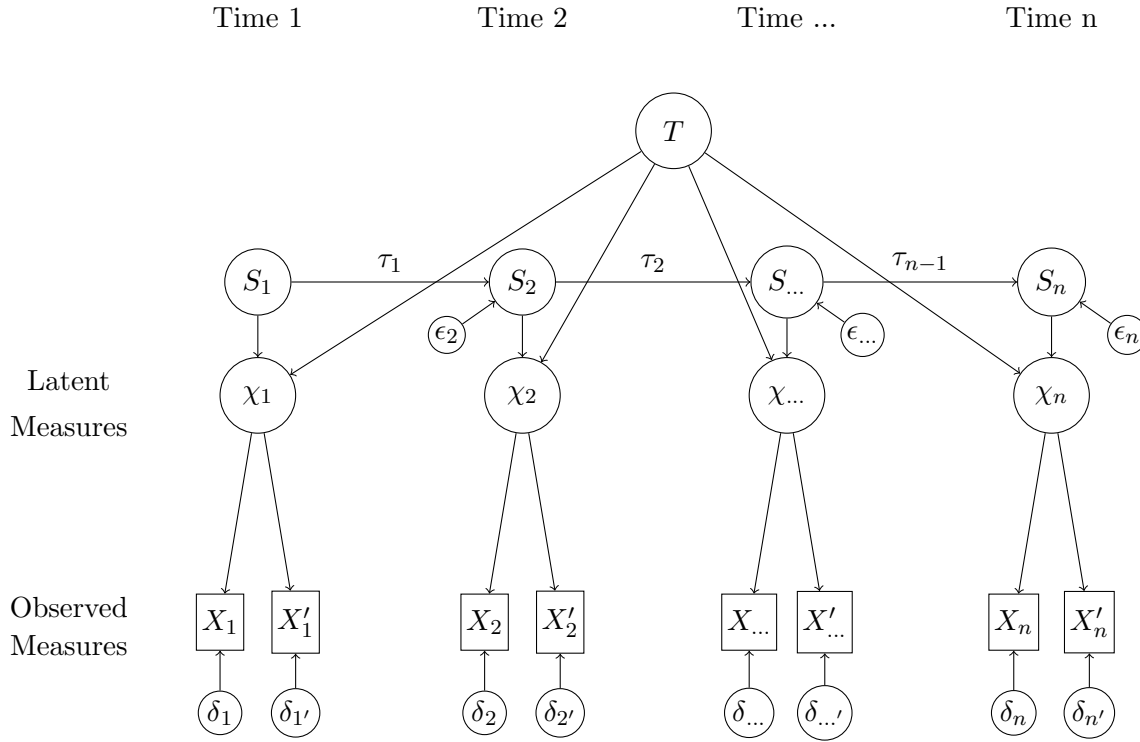 Time 1 Time 2 Time ... Time n
T
τ₁ τ₂ τₙ₋₁
S₁ S₂ S... Sₙ
ϵ₂ ϵ... ϵₙ
Latent
Measures
χ₁ χ₂ χ... χₙ
Observed
Measures
X₁ X′₁ X₂ X′₂ X... X′... Xₙ X′ₙ
δ₁ δ₁′ δ₂ δ₂′ δ... δ...′ δₙ δₙ′